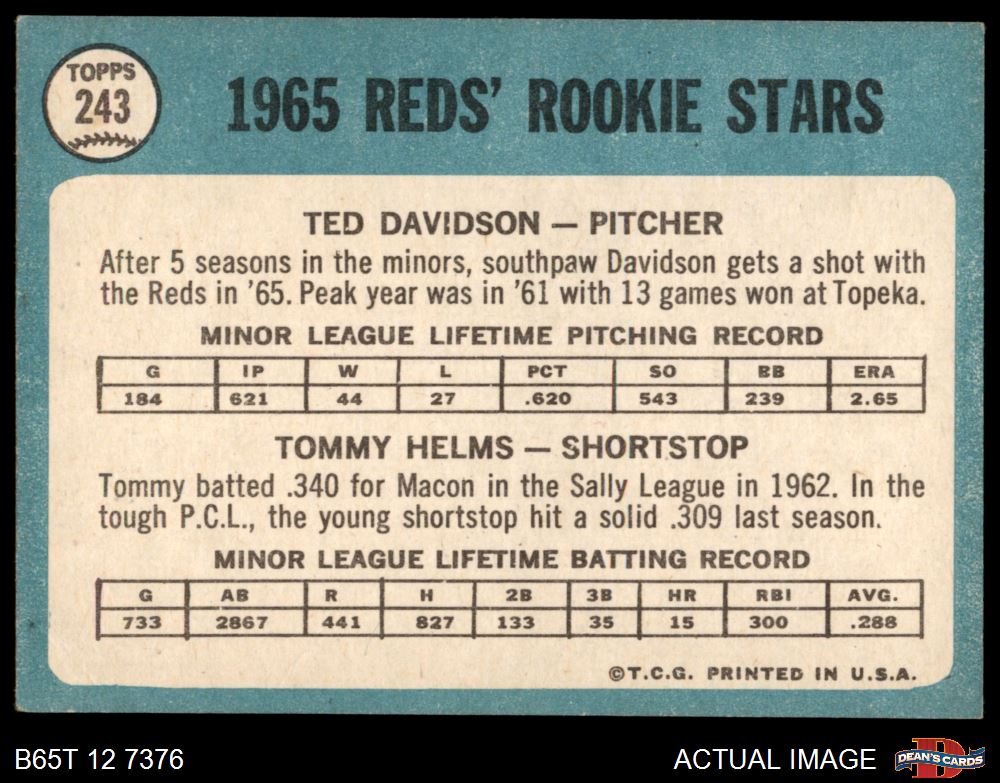 TOPPS
243
1965 REDS' ROOKIE STARS
TED DAVIDSON — PITCHER
After 5 seasons in the minors, southpaw Davidson gets a shot with
the Reds in '65. Peak year was in '61 with 13 games won at Topeka.
MINOR LEAGUE LIFETIME PITCHING RECORD
G IP W L PCT SO BB ERA
184 621 44 27 .620 543 239 2.65
TOMMY HELMS — SHORTSTOP
Tommy batted .340 for Macon in the Sally League in 1962. In the
tough P.C.L., the young shortstop hit a solid .309 last season.
MINOR LEAGUE LIFETIME BATTING RECORD
G AB R H 2B 3B HR RBI AVG.
733 2867 441 827 133 35 15 300 .288
©T.C.G. PRINTED IN U.S.A.
B65T 12 7376
ACTUAL IMAGE
D
DEAN'S CARDS